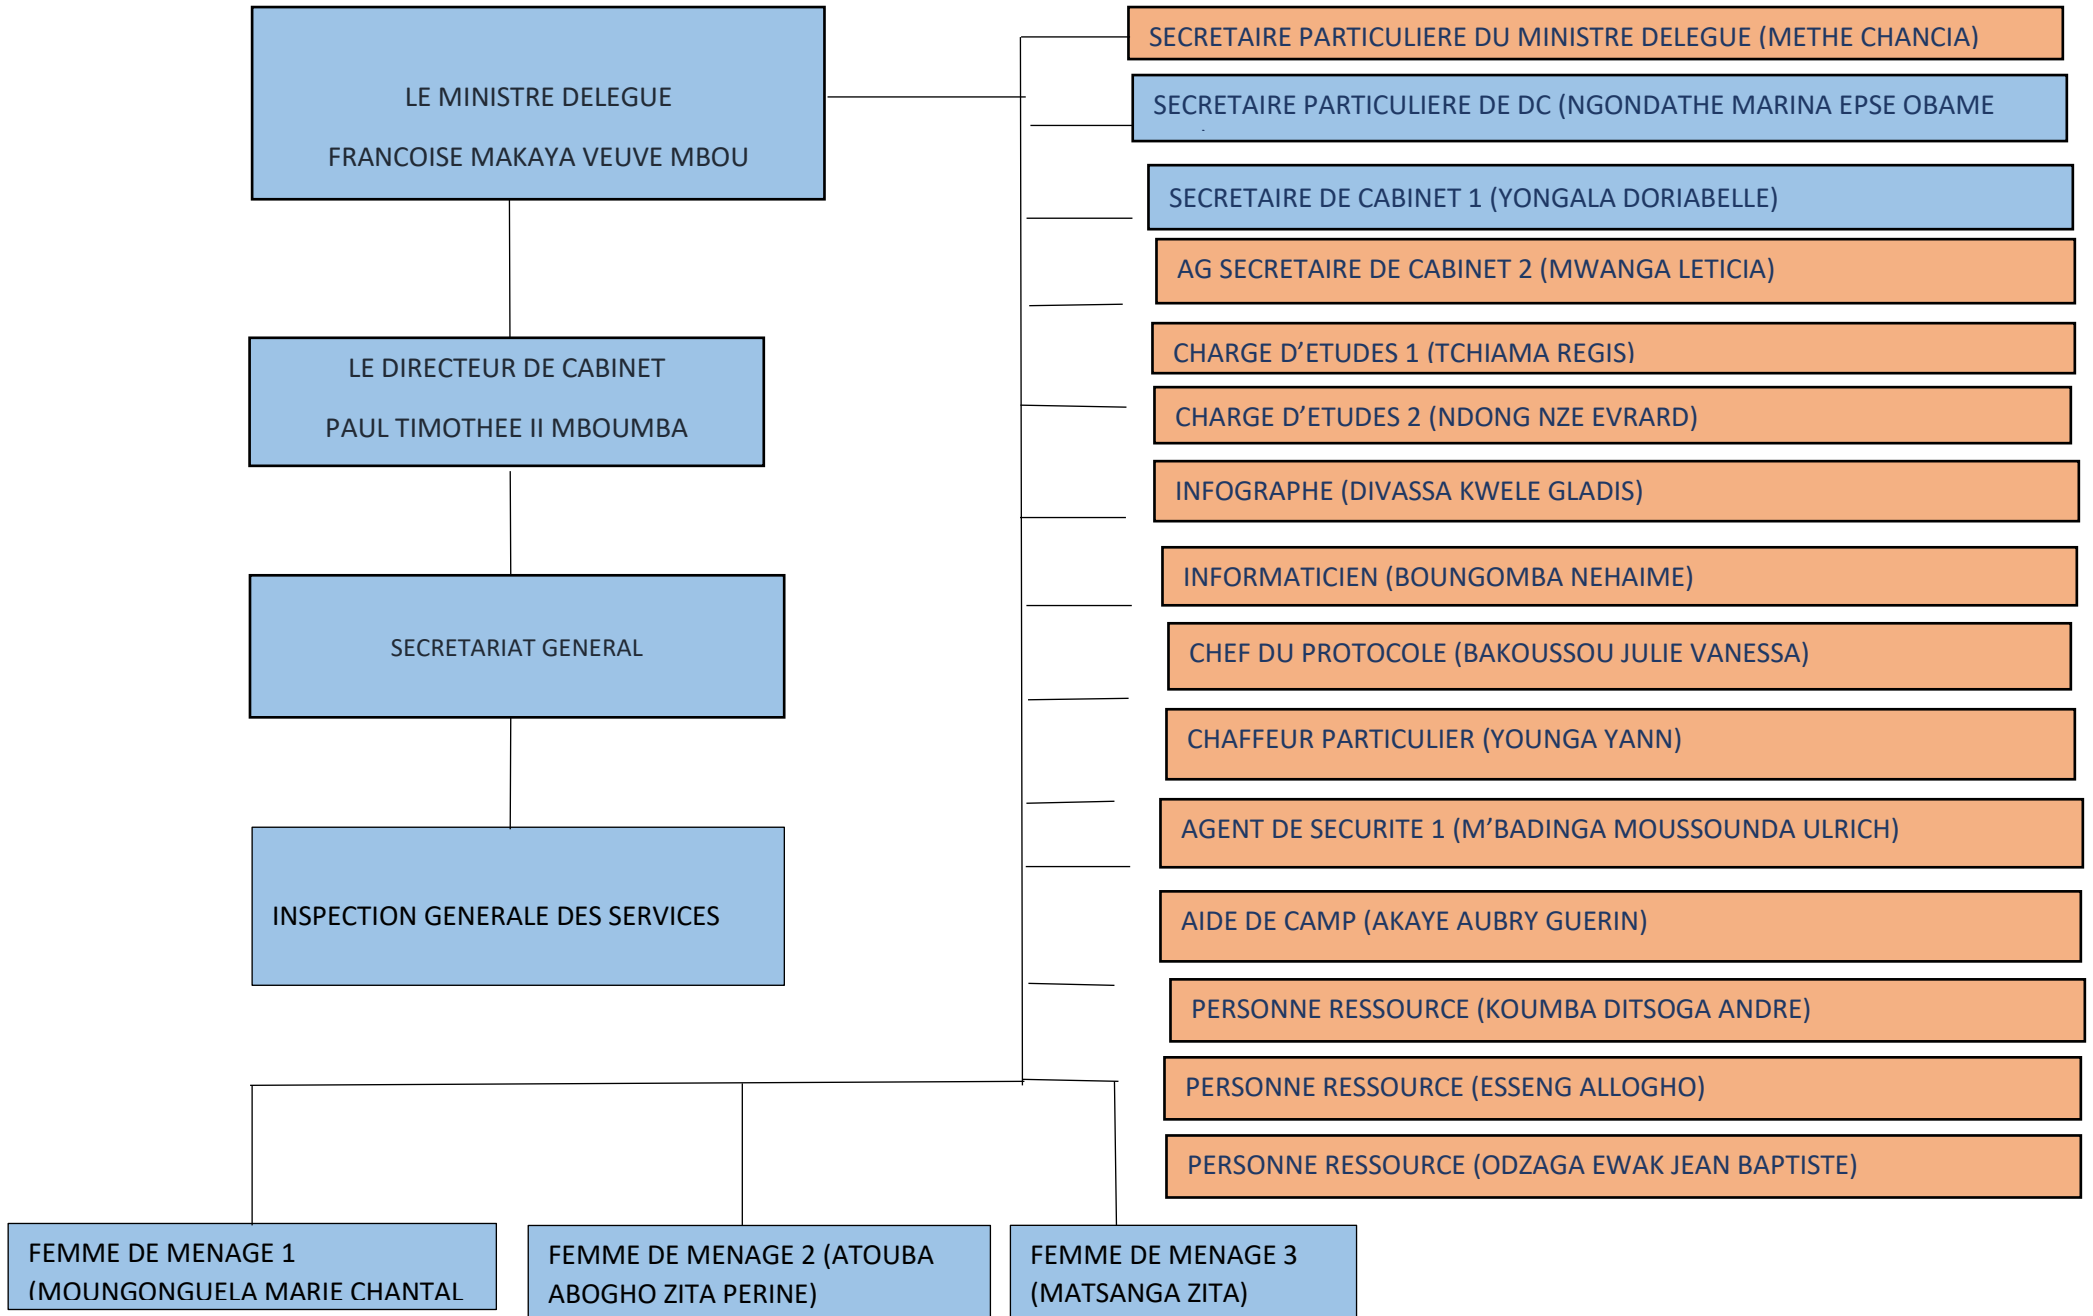 LE MINISTRE DELEGUE
FRANCOISE MAKAYA VEUVE MBOU
LE DIRECTEUR DE CABINET
PAUL TIMOTHEE II MBOUMBA
SECRETARIAT GENERAL
INSPECTION GENERALE DES SERVICES
SECRETAIRE PARTICULIERE DU MINISTRE DELEGUE (METHE CHANCIA)
SECRETAIRE PARTICULIERE DE DC (NGONDATHE MARINA EPSE OBAME
SECRETAIRE DE CABINET 1 (YONGALA DORIABELLE)
AG SECRETAIRE DE CABINET 2 (MWANGA LETICIA)
CHARGE D’ETUDES 1 (TCHIAMA REGIS)
CHARGE D’ETUDES 2 (NDONG NZE EVRARD)
INFOGRAPHE (DIVASSA KWELE GLADIS)
INFORMATICIEN (BOUNGOMBA NEHAIME)
CHEF DU PROTOCOLE (BAKOUSSOU JULIE VANESSA)
CHAFFEUR PARTICULIER (YOUNGA YANN)
AGENT DE SECURITE 1 (M’BADINGA MOUSSOUNDA ULRICH)
AIDE DE CAMP (AKAYE AUBRY GUERIN)
PERSONNE RESSOURCE (KOUMBA DITSOGA ANDRE)
PERSONNE RESSOURCE (ESSENG ALLOGHO)
PERSONNE RESSOURCE (ODZAGA EWAK JEAN BAPTISTE)
FEMME DE MENAGE 1
(MOUNGONGUELA MARIE CHANTAL
FEMME DE MENAGE 2 (ATOUBA
ABOGHO ZITA PERINE)
FEMME DE MENAGE 3
(MATSANGA ZITA)